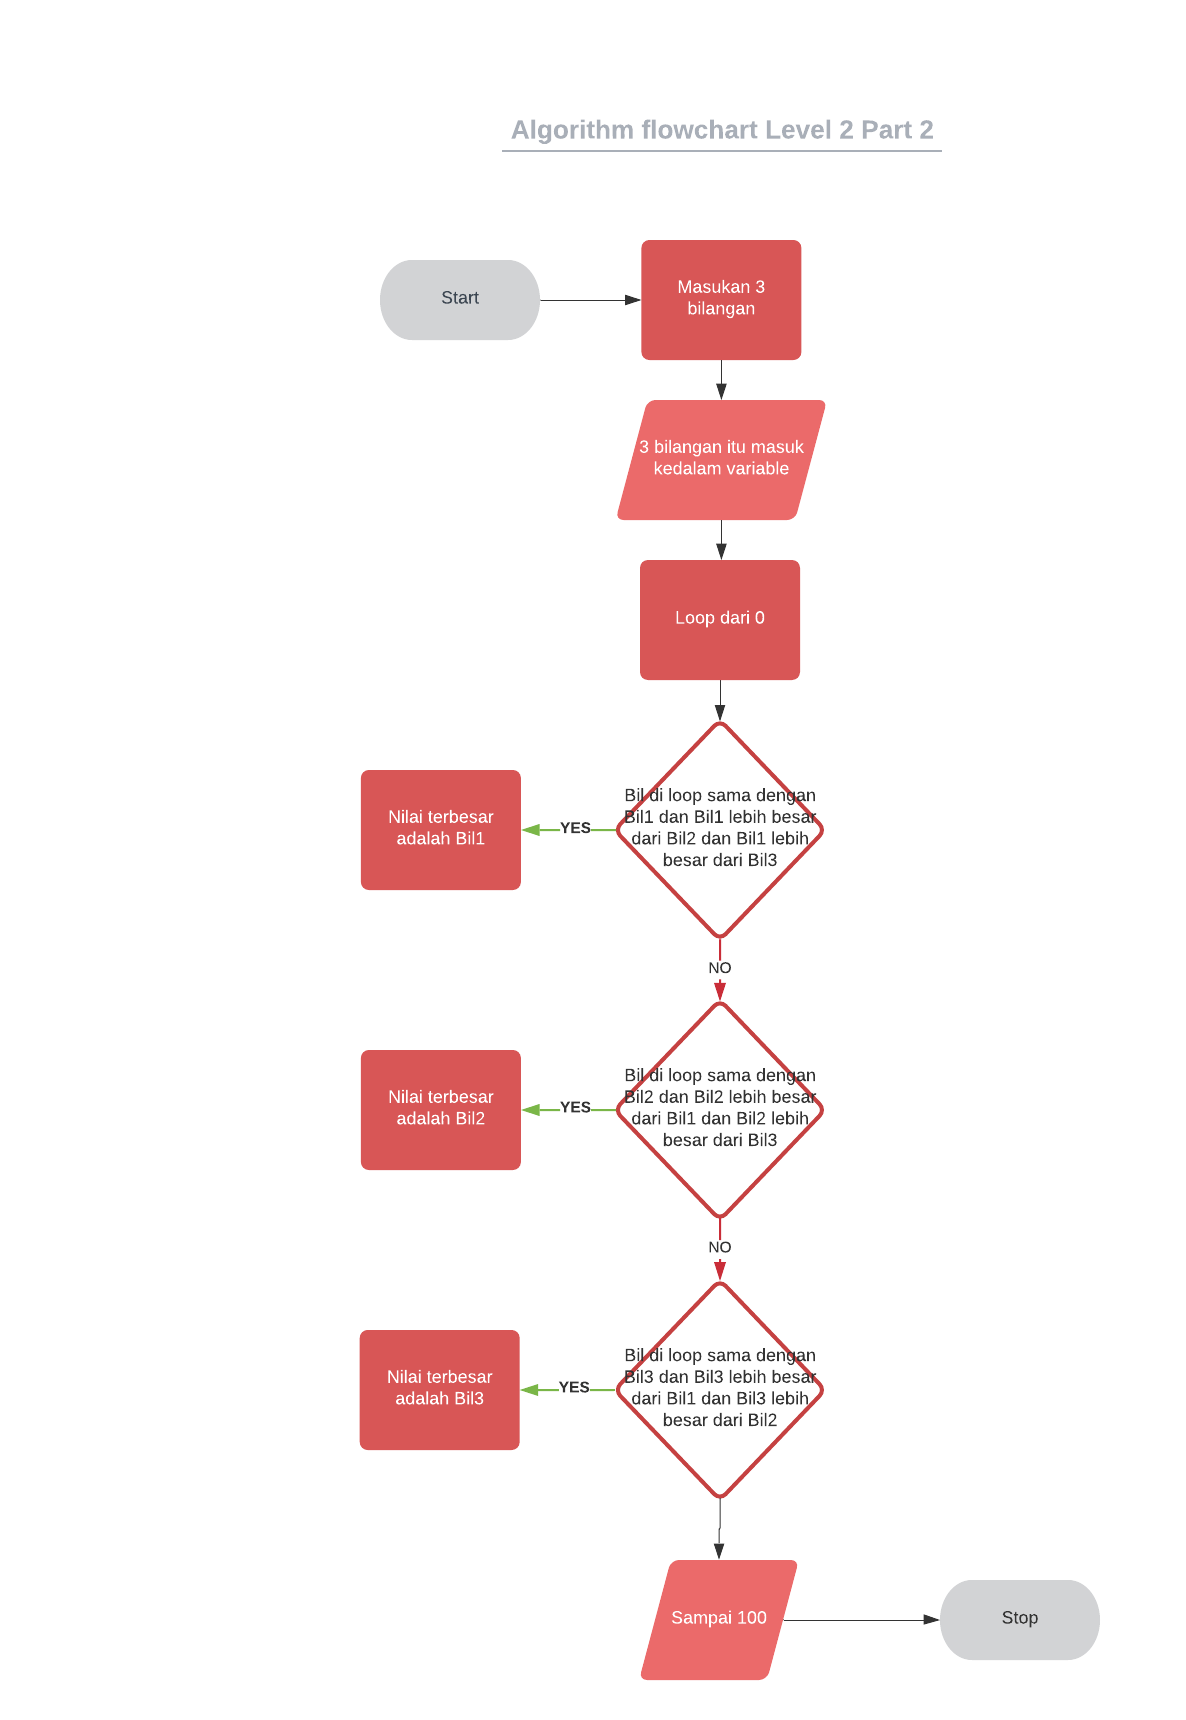 Algorithm flowchart Level 2 Part 2
Start
Masukan 3
bilangan
3 bilangan itu masuk
kedalam variable
Loop dari 0
Bil di loop sama dengan
Bil1 dan Bil1 lebih besar
dari Bil2 dan Bil1 lebih
besar dari Bil3
YES
Nilai terbesar
adalah Bil1
NO
Bil di loop sama dengan
Bil2 dan Bil2 lebih besar
dari Bil1 dan Bil2 lebih
besar dari Bil3
YES
Nilai terbesar
adalah Bil2
NO
Bil di loop sama dengan
Bil3 dan Bil3 lebih besar
dari Bil1 dan Bil3 lebih
besar dari Bil2
YES
Nilai terbesar
adalah Bil3
Sampai 100
Stop